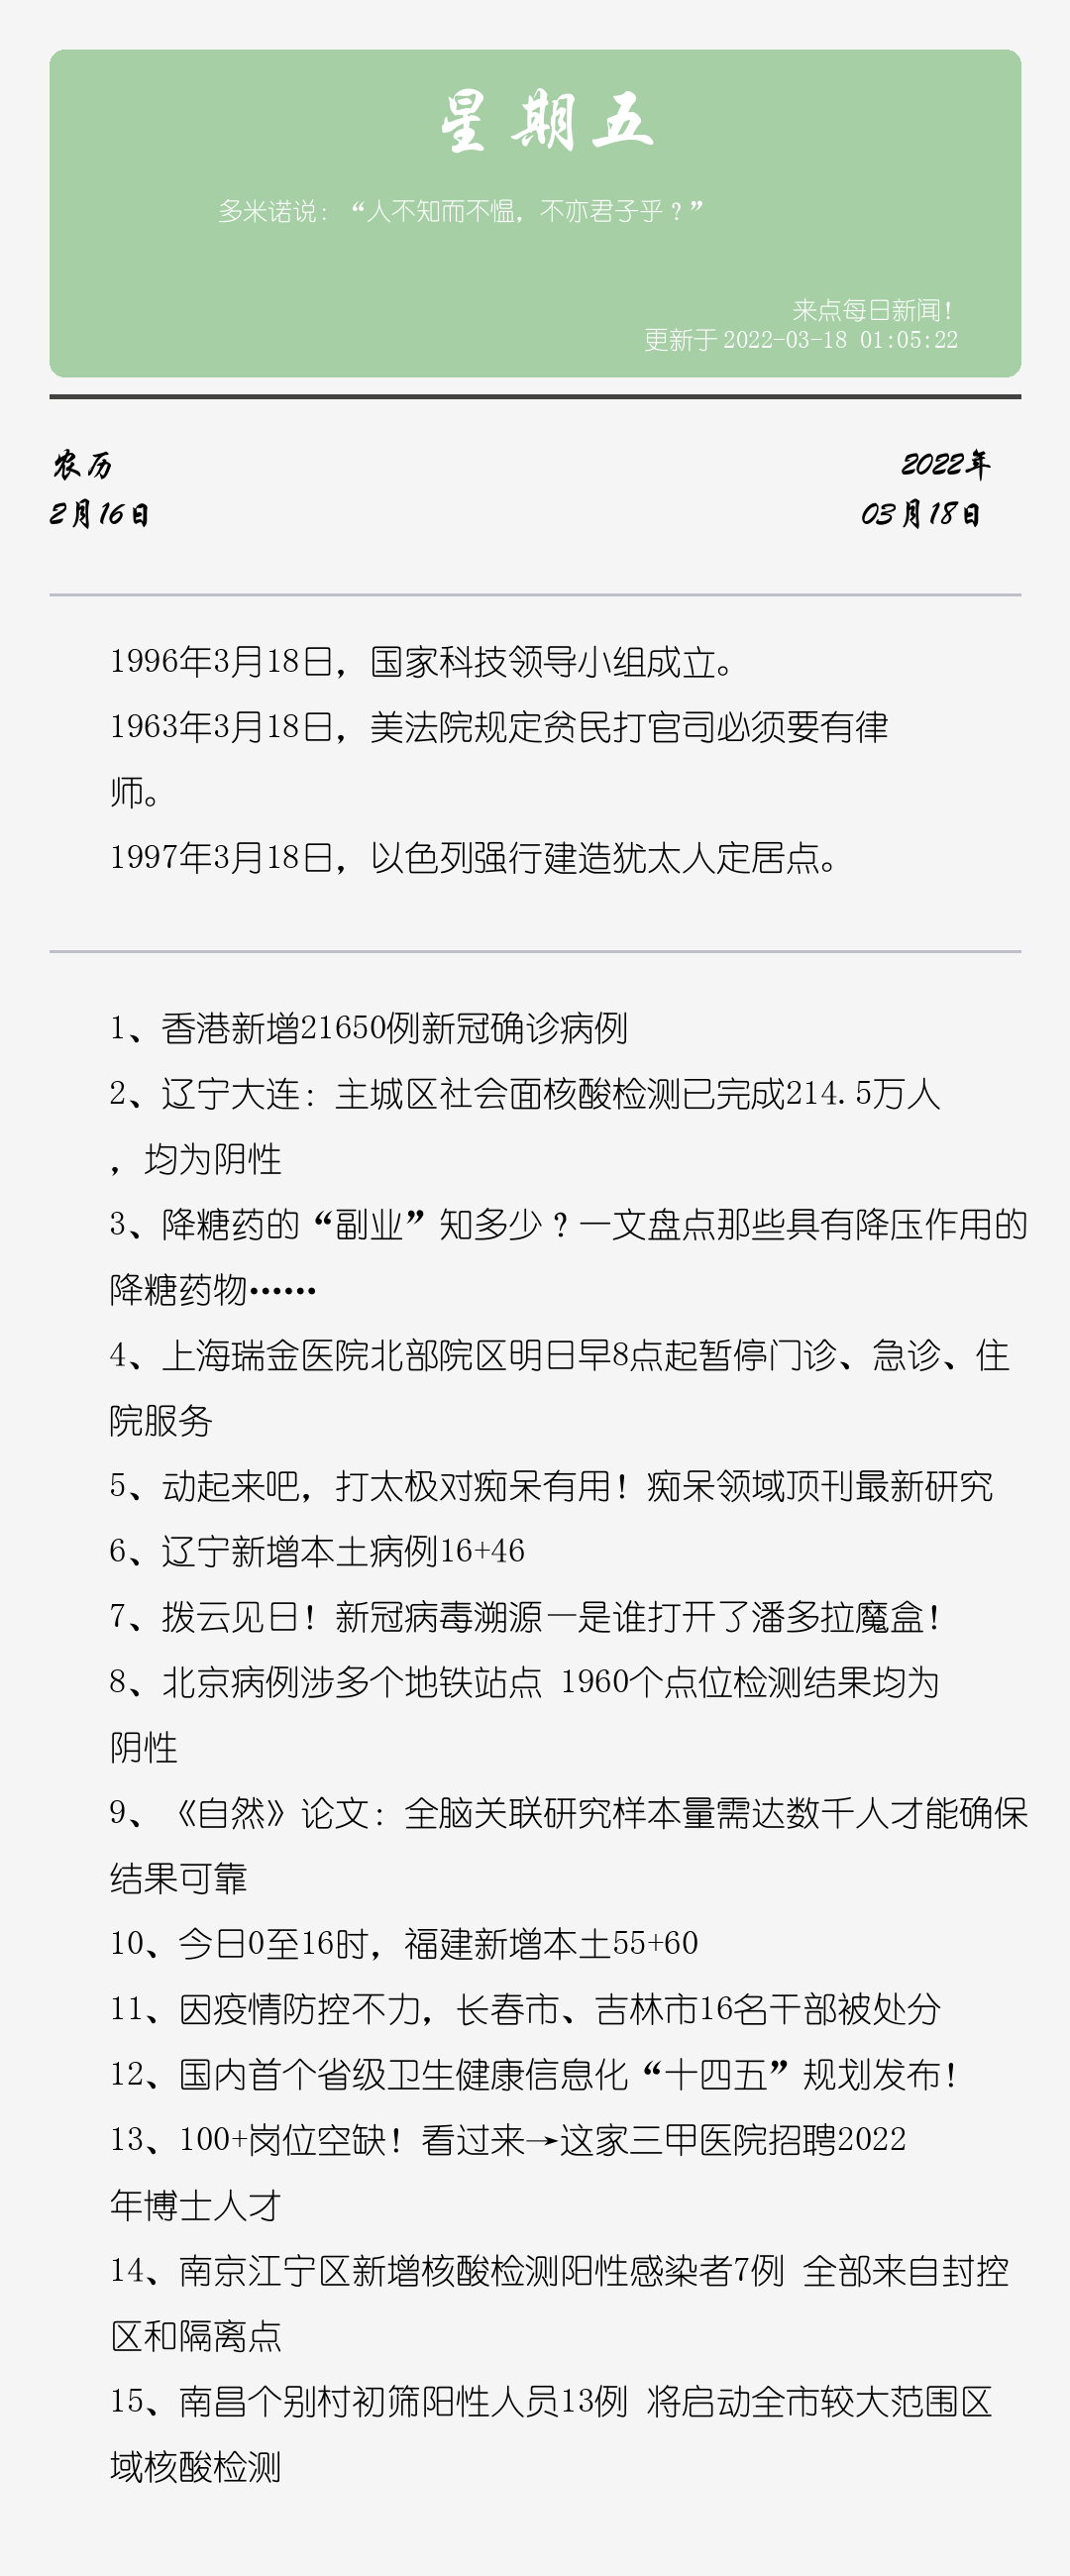 星期五
多米诺说：“人不知而不愠，不亦君子乎？”
来点每日新闻！
更新于 2022-03-18 01:05:22
农历
2022年
2月16日
03月18日
1996年3月18日，国家科技领导小组成立。
1963年3月18日，美法院规定贫民打官司必须要有律
师。
1997年3月18日，以色列强行建造犹太人定居点。
1、香港新增21650例新冠确诊病例
2、辽宁大连：主城区社会面核酸检测已完成214.5万人
，均为阴性
3、降糖药的“副业”知多少？一文盘点那些具有降压作用的
降糖药物……
4、上海瑞金医院北部院区明日早8点起暂停门诊、急诊、住
院服务
5、动起来吧，打太极对痴呆有用！痴呆领域顶刊最新研究
6、辽宁新增本土病例16+46
7、拨云见日！新冠病毒溯源—是谁打开了潘多拉魔盒！
8、北京病例涉多个地铁站点 1960个点位检测结果均为
阴性
9、《自然》论文：全脑关联研究样本量需达数千人才能确保
结果可靠
10、今日0至16时，福建新增本土55+60
11、因疫情防控不力，长春市、吉林市16名干部被处分
12、国内首个省级卫生健康信息化“十四五”规划发布！
13、100+岗位空缺！看过来→这家三甲医院招聘2022
年博士人才
14、南京江宁区新增核酸检测阳性感染者7例 全部来自封控
区和隔离点
15、南昌个别村初筛阳性人员13例 将启动全市较大范围区
域核酸检测